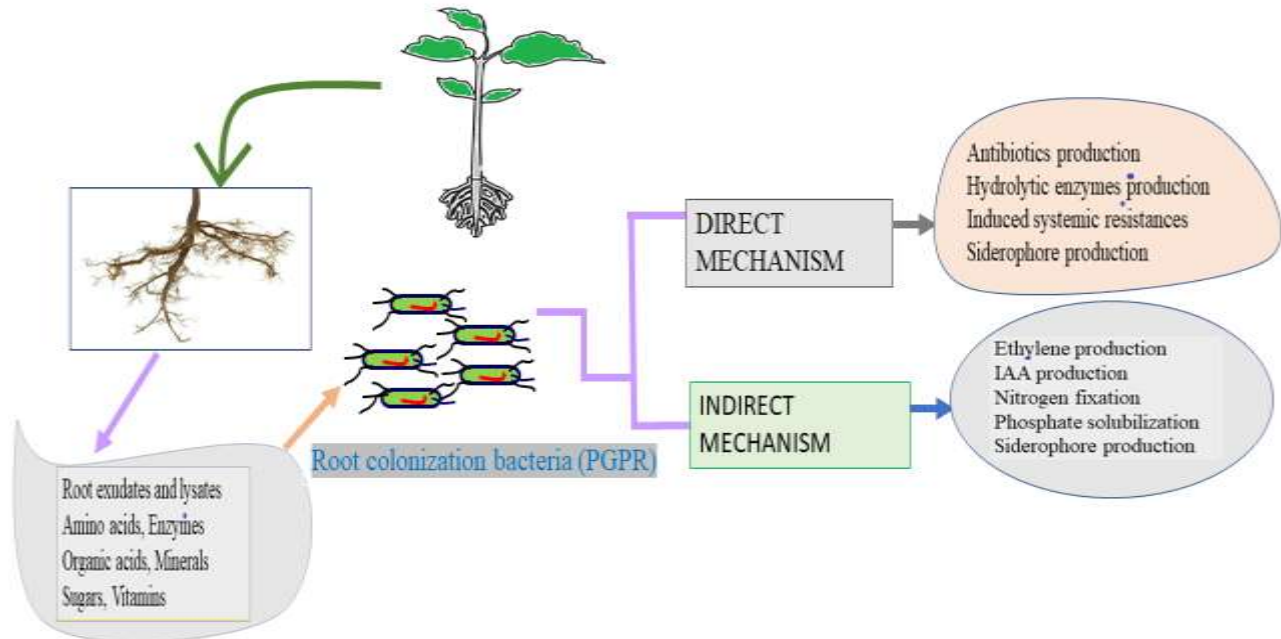 Antibiotics production
Hydrolytic enzymes production
Induced systemic resistances
Siderophore production
DIRECT
MECHANISM
Ethylene production
IAA production
Nitrogen fixation
Phosphate solubilization
Siderophore production
INDIRECT
MECHANISM
Root colonization bacteria (PGPR)
Root exudates and lysates
Amino acids, Enzymes
Organic acids, Minerals
Sugars, Vitamins